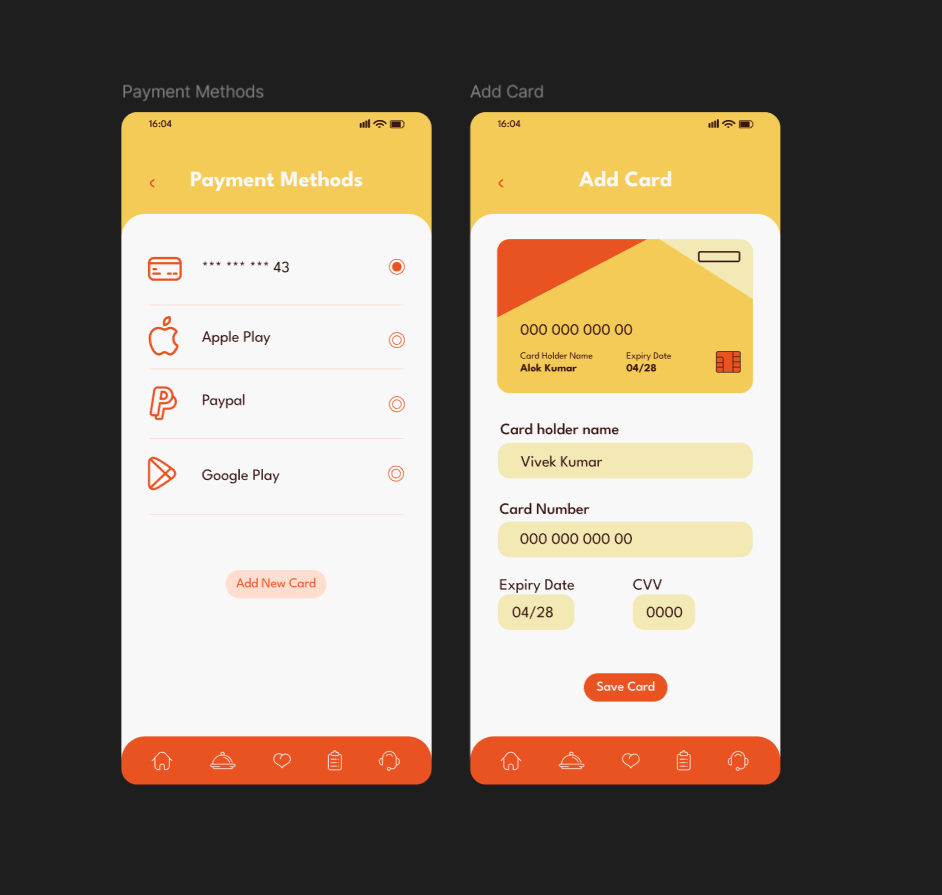 Payment Methods
16:04
Payment Methods
*** *** *** 43
Apple Play
Paypal
Google Play
Add New Card
Add Card
16:04
Add Card
000 000 000 00
Card Holder Name Expiry Date
Alok Kumar 04/28
Card holder name
Vivek Kumar
Card Number
000 000 000 00
Expiry Date CVV
04/28 0000
Save Card